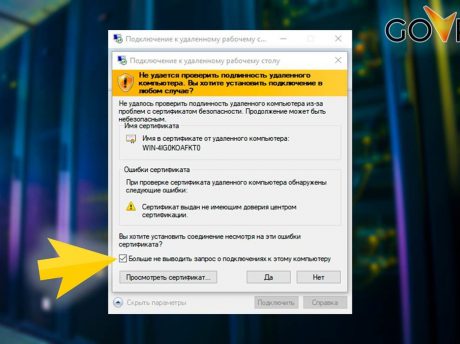 GOV
Подключение к удаленному рабочему с...
Подключение к удаленному рабочему столу
Не удается проверить подлинность удаленного
компьютера. Вы хотите установить подключение в
любом случае?
Не удалось проверить подлинность удаленного компьютера из-за
проблем с сертификатом безопасности. Продолжение может быть
небезопасным.
Имя сертификата
Имя в сертификате от удаленного компьютера:
WIN-4IG0KOAFKT0
Ошибки сертификата
При проверке сертификата удаленного компьютера обнаружены
следующие ошибки:
Сертификат выдан не имеющим доверия центром
сертификации.
Вы хотите установить соединение несмотря на эти ошибки
сертификата?
Больше не выводить запрос о подключениях к этому компьютеру
Просмотреть сертификат...
Да
Нет
Скрыть параметры
Подключить
Справка